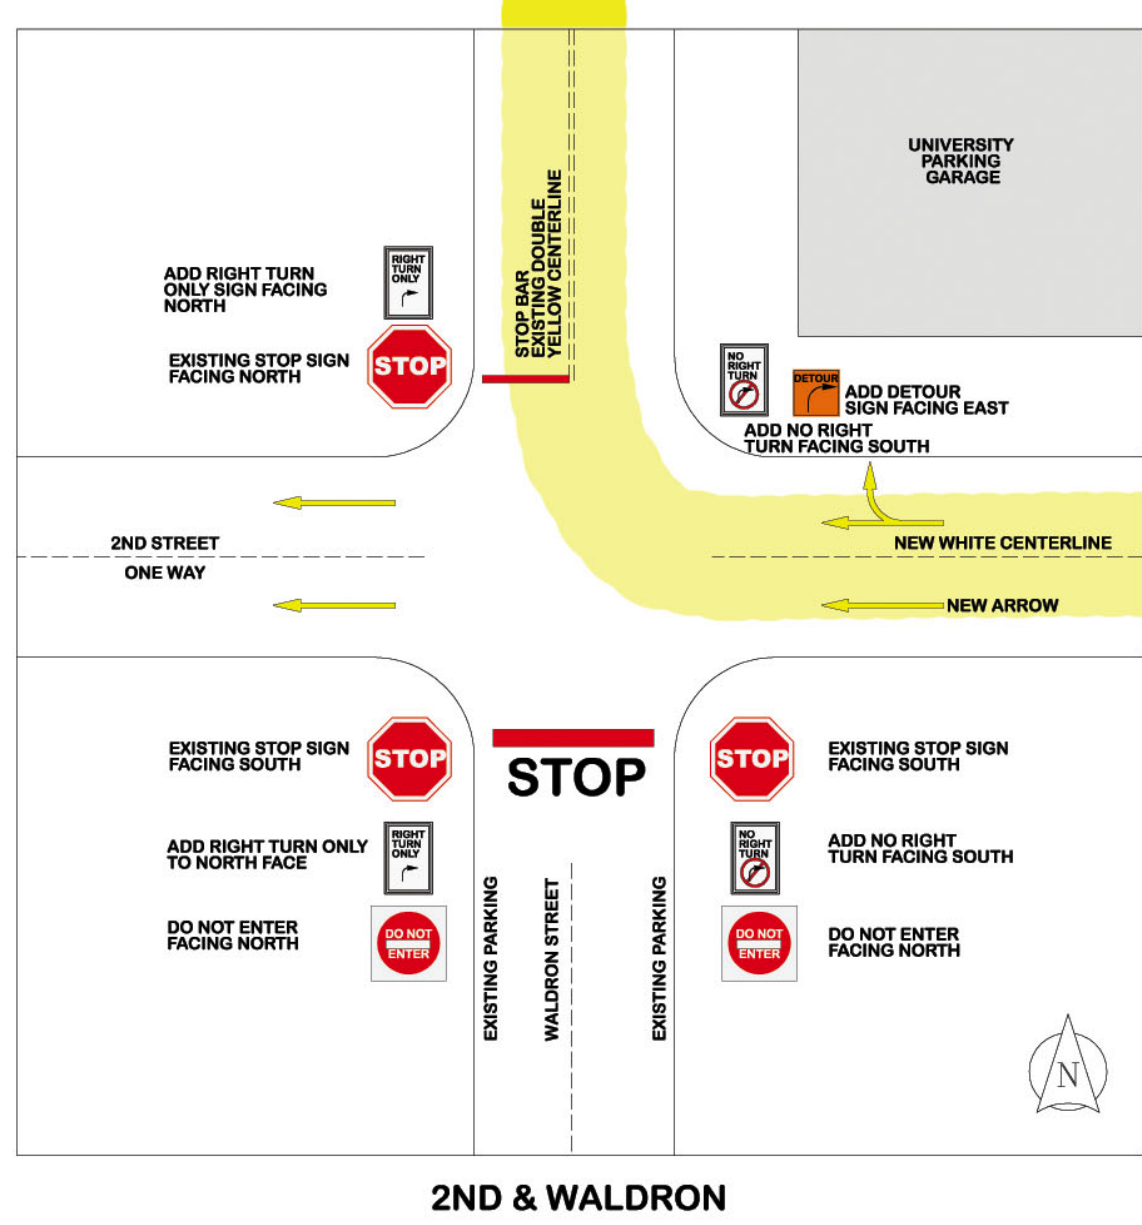 UNIVERSITY
PARKING
GARAGE
STOP BAR
EXISTING DOUBLE
YELLOW CENTERLINE
ADD RIGHT TURN
ONLY SIGN FACING
NORTH
RIGHT
TURN
ONLY
EXISTING STOP SIGN
FACING NORTH
STOP
NO
RIGHT
TURN
DETOUR
ADD DETOUR
SIGN FACING EAST
ADD NO RIGHT
TURN FACING SOUTH
2ND STREET
ONE WAY
NEW WHITE CENTERLINE
NEW ARROW
EXISTING STOP SIGN
FACING SOUTH
STOP
STOP
STOP
EXISTING STOP SIGN
FACING SOUTH
ADD RIGHT TURN ONLY
TO NORTH FACE
RIGHT
TURN
ONLY
NO
RIGHT
TURN
ADD NO RIGHT
TURN FACING SOUTH
DO NOT ENTER
FACING NORTH
DO NOT
ENTER
EXISTING PARKING
WALDRON STREET
EXISTING PARKING
DO NOT
ENTER
DO NOT ENTER
FACING NORTH
N
2ND & WALDRON